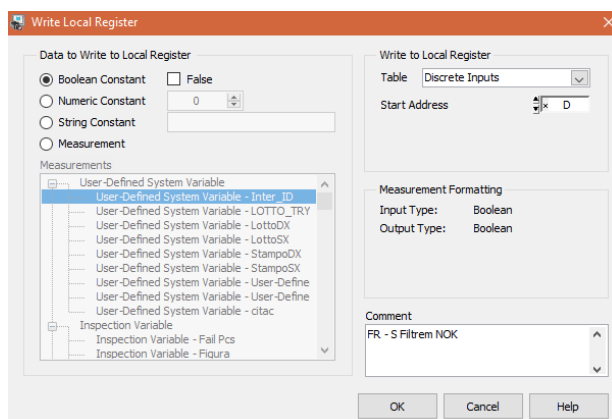 Write Local Register
Data to Write to Local Register
Boolean Constant
False
Numeric Constant
0
String Constant
Measurement
Measurements
User-Defined System Variable
User-Defined System Variable - Inter_ID
User-Defined System Variable - LOTTO_TRY
User-Defined System Variable - LottoDX
User-Defined System Variable - LottoSX
User-Defined System Variable - StampoDX
User-Defined System Variable - StampoSX
User-Defined System Variable - User-Define
User-Defined System Variable - User-Define
User-Defined System Variable - citac
Inspection Variable
Inspection Variable - Fail Pcs
Inspection Variable - Figura
Write to Local Register
Table
Discrete Inputs
Start Address
x D
Measurement Formatting
Input Type: Boolean
Output Type: Boolean
Comment
FR - S Filtrem NOK
OK
Cancel
Help